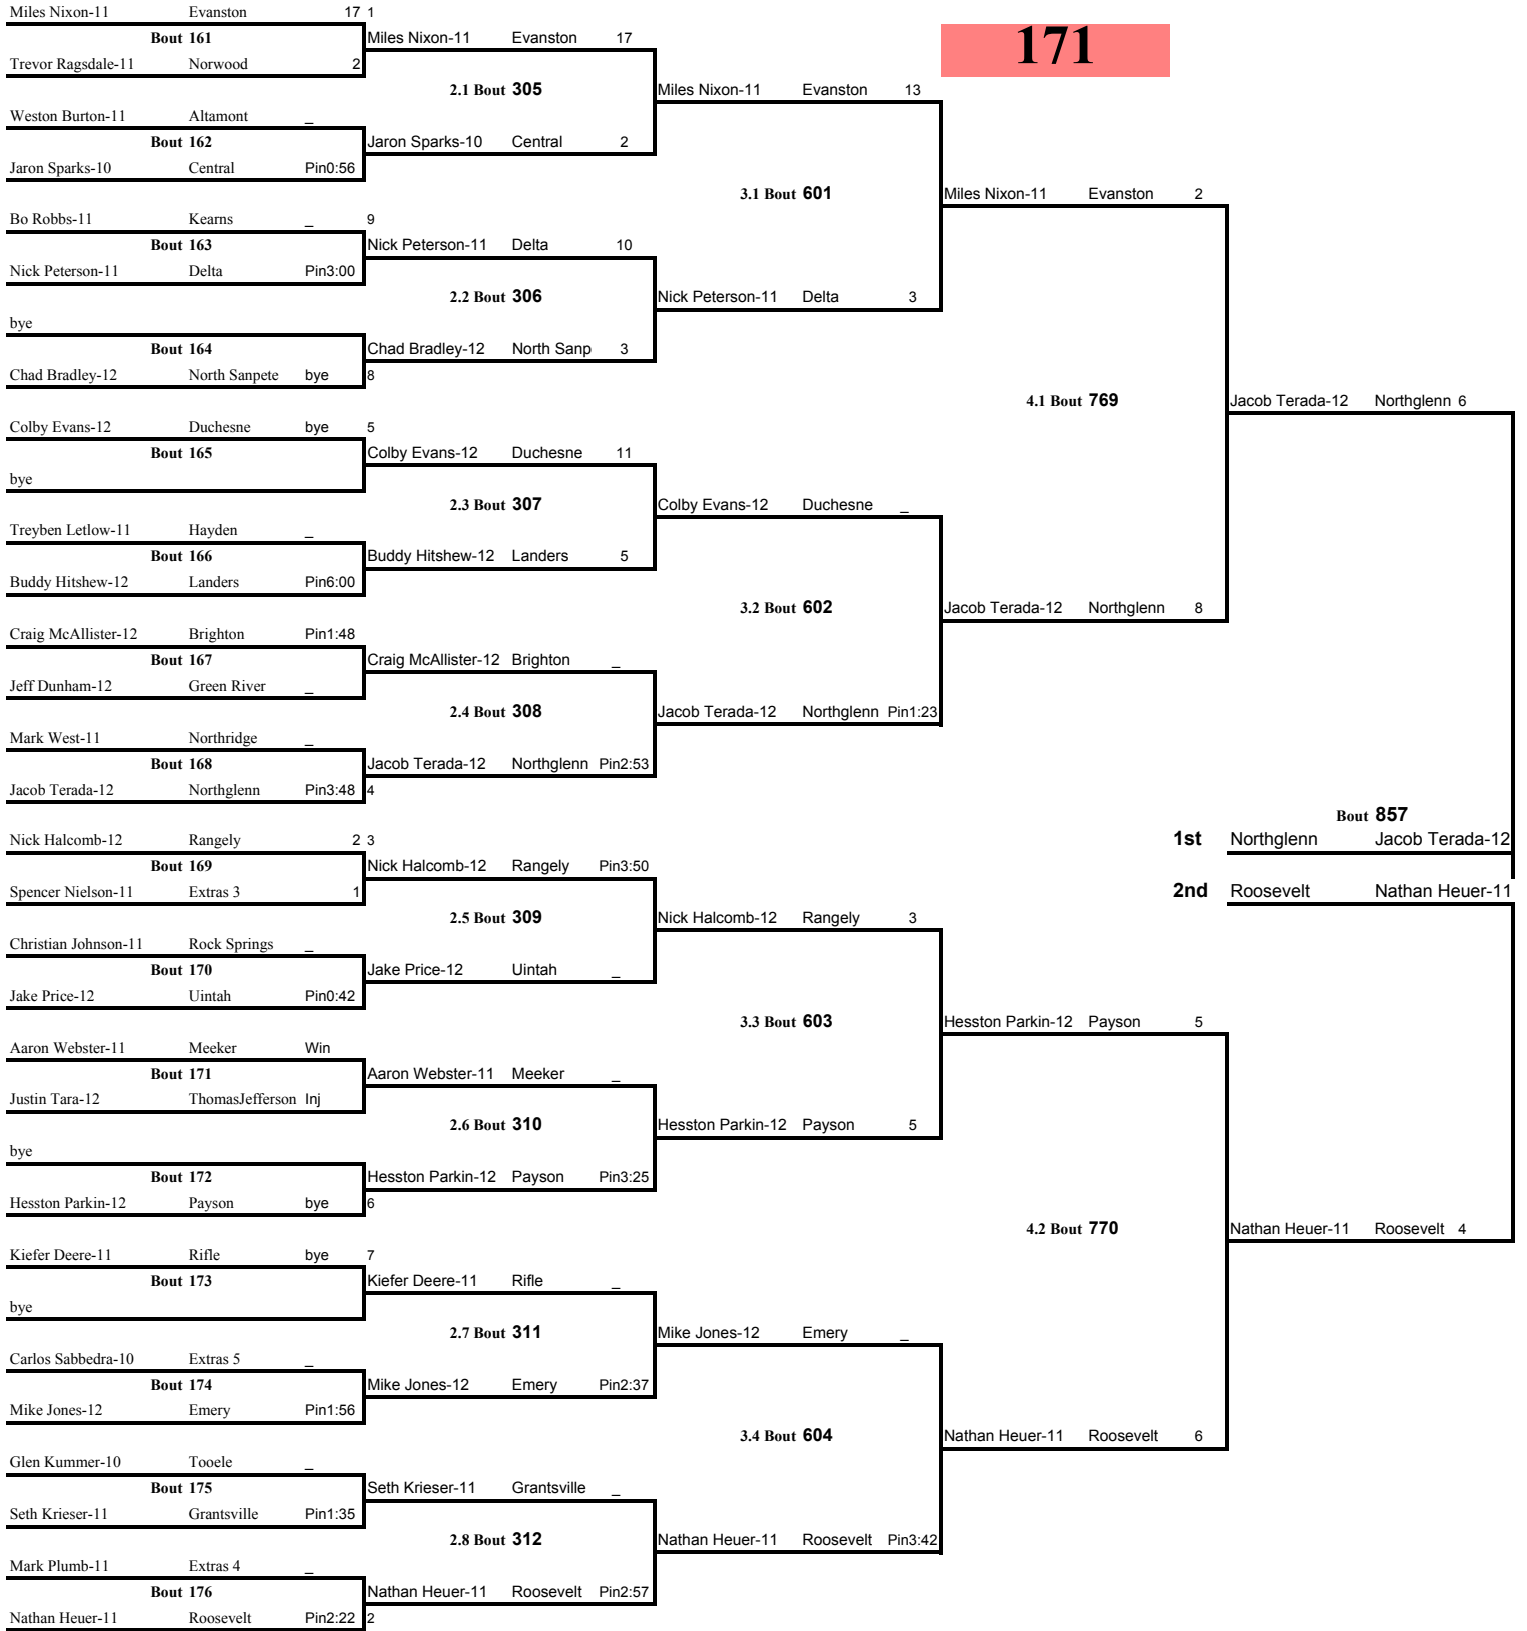 Miles Nixon-11 Evanston 17 1
171
Bout 161
Miles Nixon-11 Evanston 17
Trevor Ragsdale-11 Norwood 2
2.1 Bout 305
Miles Nixon-11 Evanston 13
Weston Burton-11 Altamont _
Bout 162
Jaron Sparks-10 Central 2
Jaron Sparks-10 Central Pin0:56
3.1 Bout 601
Miles Nixon-11 Evanston 2
Bo Robbs-11 Kearns _ 9
Bout 163
Nick Peterson-11 Delta 10
Nick Peterson-11 Delta Pin3:00
2.2 Bout 306
Nick Peterson-11 Delta 3
bye
Bout 164
Chad Bradley-12 North Sanp 3
Chad Bradley-12 North Sanpete bye 8
4.1 Bout 769
Jacob Terada-12 Northglenn 6
Colby Evans-12 Duchesne bye 5
Bout 165
Colby Evans-12 Duchesne 11
bye
2.3 Bout 307
Colby Evans-12 Duchesne _
Treyben Letlow-11 Hayden _
Bout 166
Buddy Hitshew-12 Landers 5
Buddy Hitshew-12 Landers Pin6:00
3.2 Bout 602
Jacob Terada-12 Northglenn 8
Craig McAllister-12 Brighton Pin1:48
Bout 167
Craig McAllister-12 Brighton _
Jeff Dunham-12 Green River _
2.4 Bout 308
Jacob Terada-12 Northglenn Pin1:23
Mark West-11 Northridge _
Bout 168
Jacob Terada-12 Northglenn Pin2:53
Jacob Terada-12 Northglenn Pin3:48 4
Bout 857
1st Northglenn Jacob Terada-12
Nick Halcomb-12 Rangely 2 3
Bout 169
Nick Halcomb-12 Rangely Pin3:50
Spencer Nielson-11 Extras 3 1
2nd Roosevelt Nathan Heuer-11
2.5 Bout 309
Nick Halcomb-12 Rangely 3
Christian Johnson-11 Rock Springs _
Bout 170
Jake Price-12 Uintah _
Jake Price-12 Uintah Pin0:42
3.3 Bout 603
Hesston Parkin-12 Payson 5
Aaron Webster-11 Meeker Win
Bout 171
Aaron Webster-11 Meeker _
Justin Tara-12 ThomasJefferson Inj
2.6 Bout 310
Hesston Parkin-12 Payson 5
bye
Bout 172
Hesston Parkin-12 Payson Pin3:25
Hesston Parkin-12 Payson bye 6
4.2 Bout 770
Nathan Heuer-11 Roosevelt 4
Kiefer Deere-11 Rifle bye 7
Bout 173
Kiefer Deere-11 Rifle _
bye
2.7 Bout 311
Mike Jones-12 Emery _
Carlos Sabbedra-10 Extras 5 _
Bout 174
Mike Jones-12 Emery Pin2:37
Mike Jones-12 Emery Pin1:56
3.4 Bout 604
Nathan Heuer-11 Roosevelt 6
Glen Kummer-10 Tooele _
Bout 175
Seth Krieser-11 Grantsville _
Seth Krieser-11 Grantsville Pin1:35
2.8 Bout 312
Nathan Heuer-11 Roosevelt Pin3:42
Mark Plumb-11 Extras 4 _
Bout 176
Nathan Heuer-11 Roosevelt Pin2:57
Nathan Heuer-11 Roosevelt Pin2:22 2